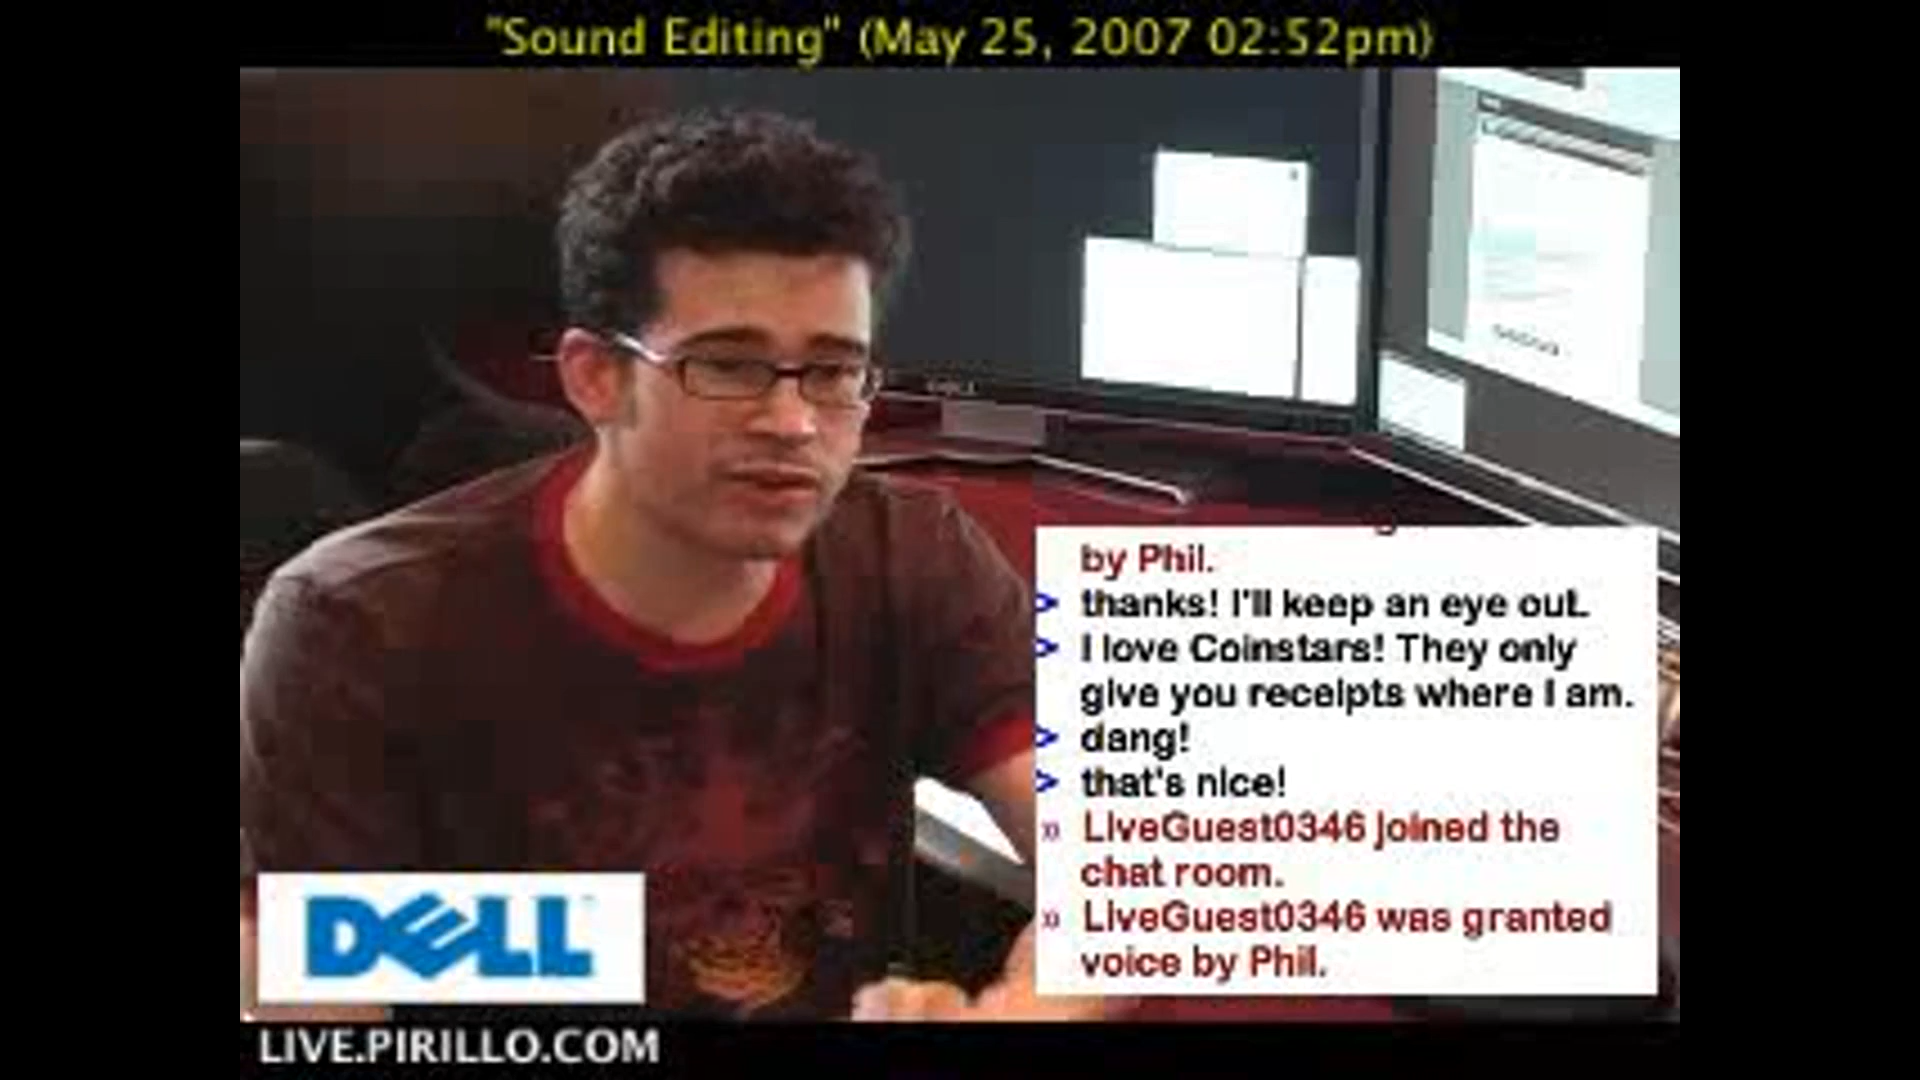 "Sound Editing" (May 25, 2007 02:52pm)
by Phil.
> thanks! I'll keep an eye out.
> I love Coinstars! They only
give you receipts where I am.
> dang!
> that's nice!
» LiveGuest0346 joined the
chat room.
» LiveGuest0346 was granted
voice by Phil.
DELL
LIVE.PIRILLO.COM